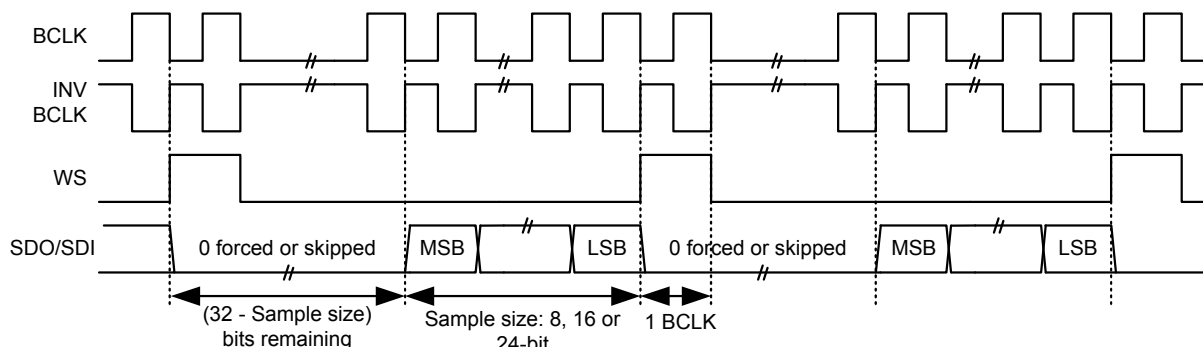 BCLK
INV
BCLK
WS
SDO/SDI
0 forced or skipped
MSB
LSB
0 forced or skipped
MSB
LSB
(32 - Sample size)
bits remaining
Sample size: 8, 16 or
24-bit
1 BCLK